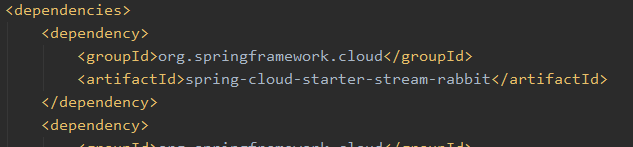 <dependencies>
<dependency>
<groupId>org.springframework.cloud</groupId>
<artifactId>spring-cloud-starter-stream-rabbit</artifactId>
</dependency>
<dependency>
<groupId>org.springframework.cloud</groupId>